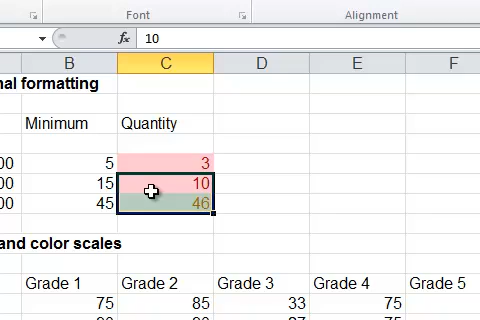 Font Alignment
fx 10
B C D E F
nal formatting
Minimum Quantity
00 5 3
00 15 10
00 45 46
and color scales
Grade 1 Grade 2 Grade 3 Grade 4 Grade 5
75 85 33 75